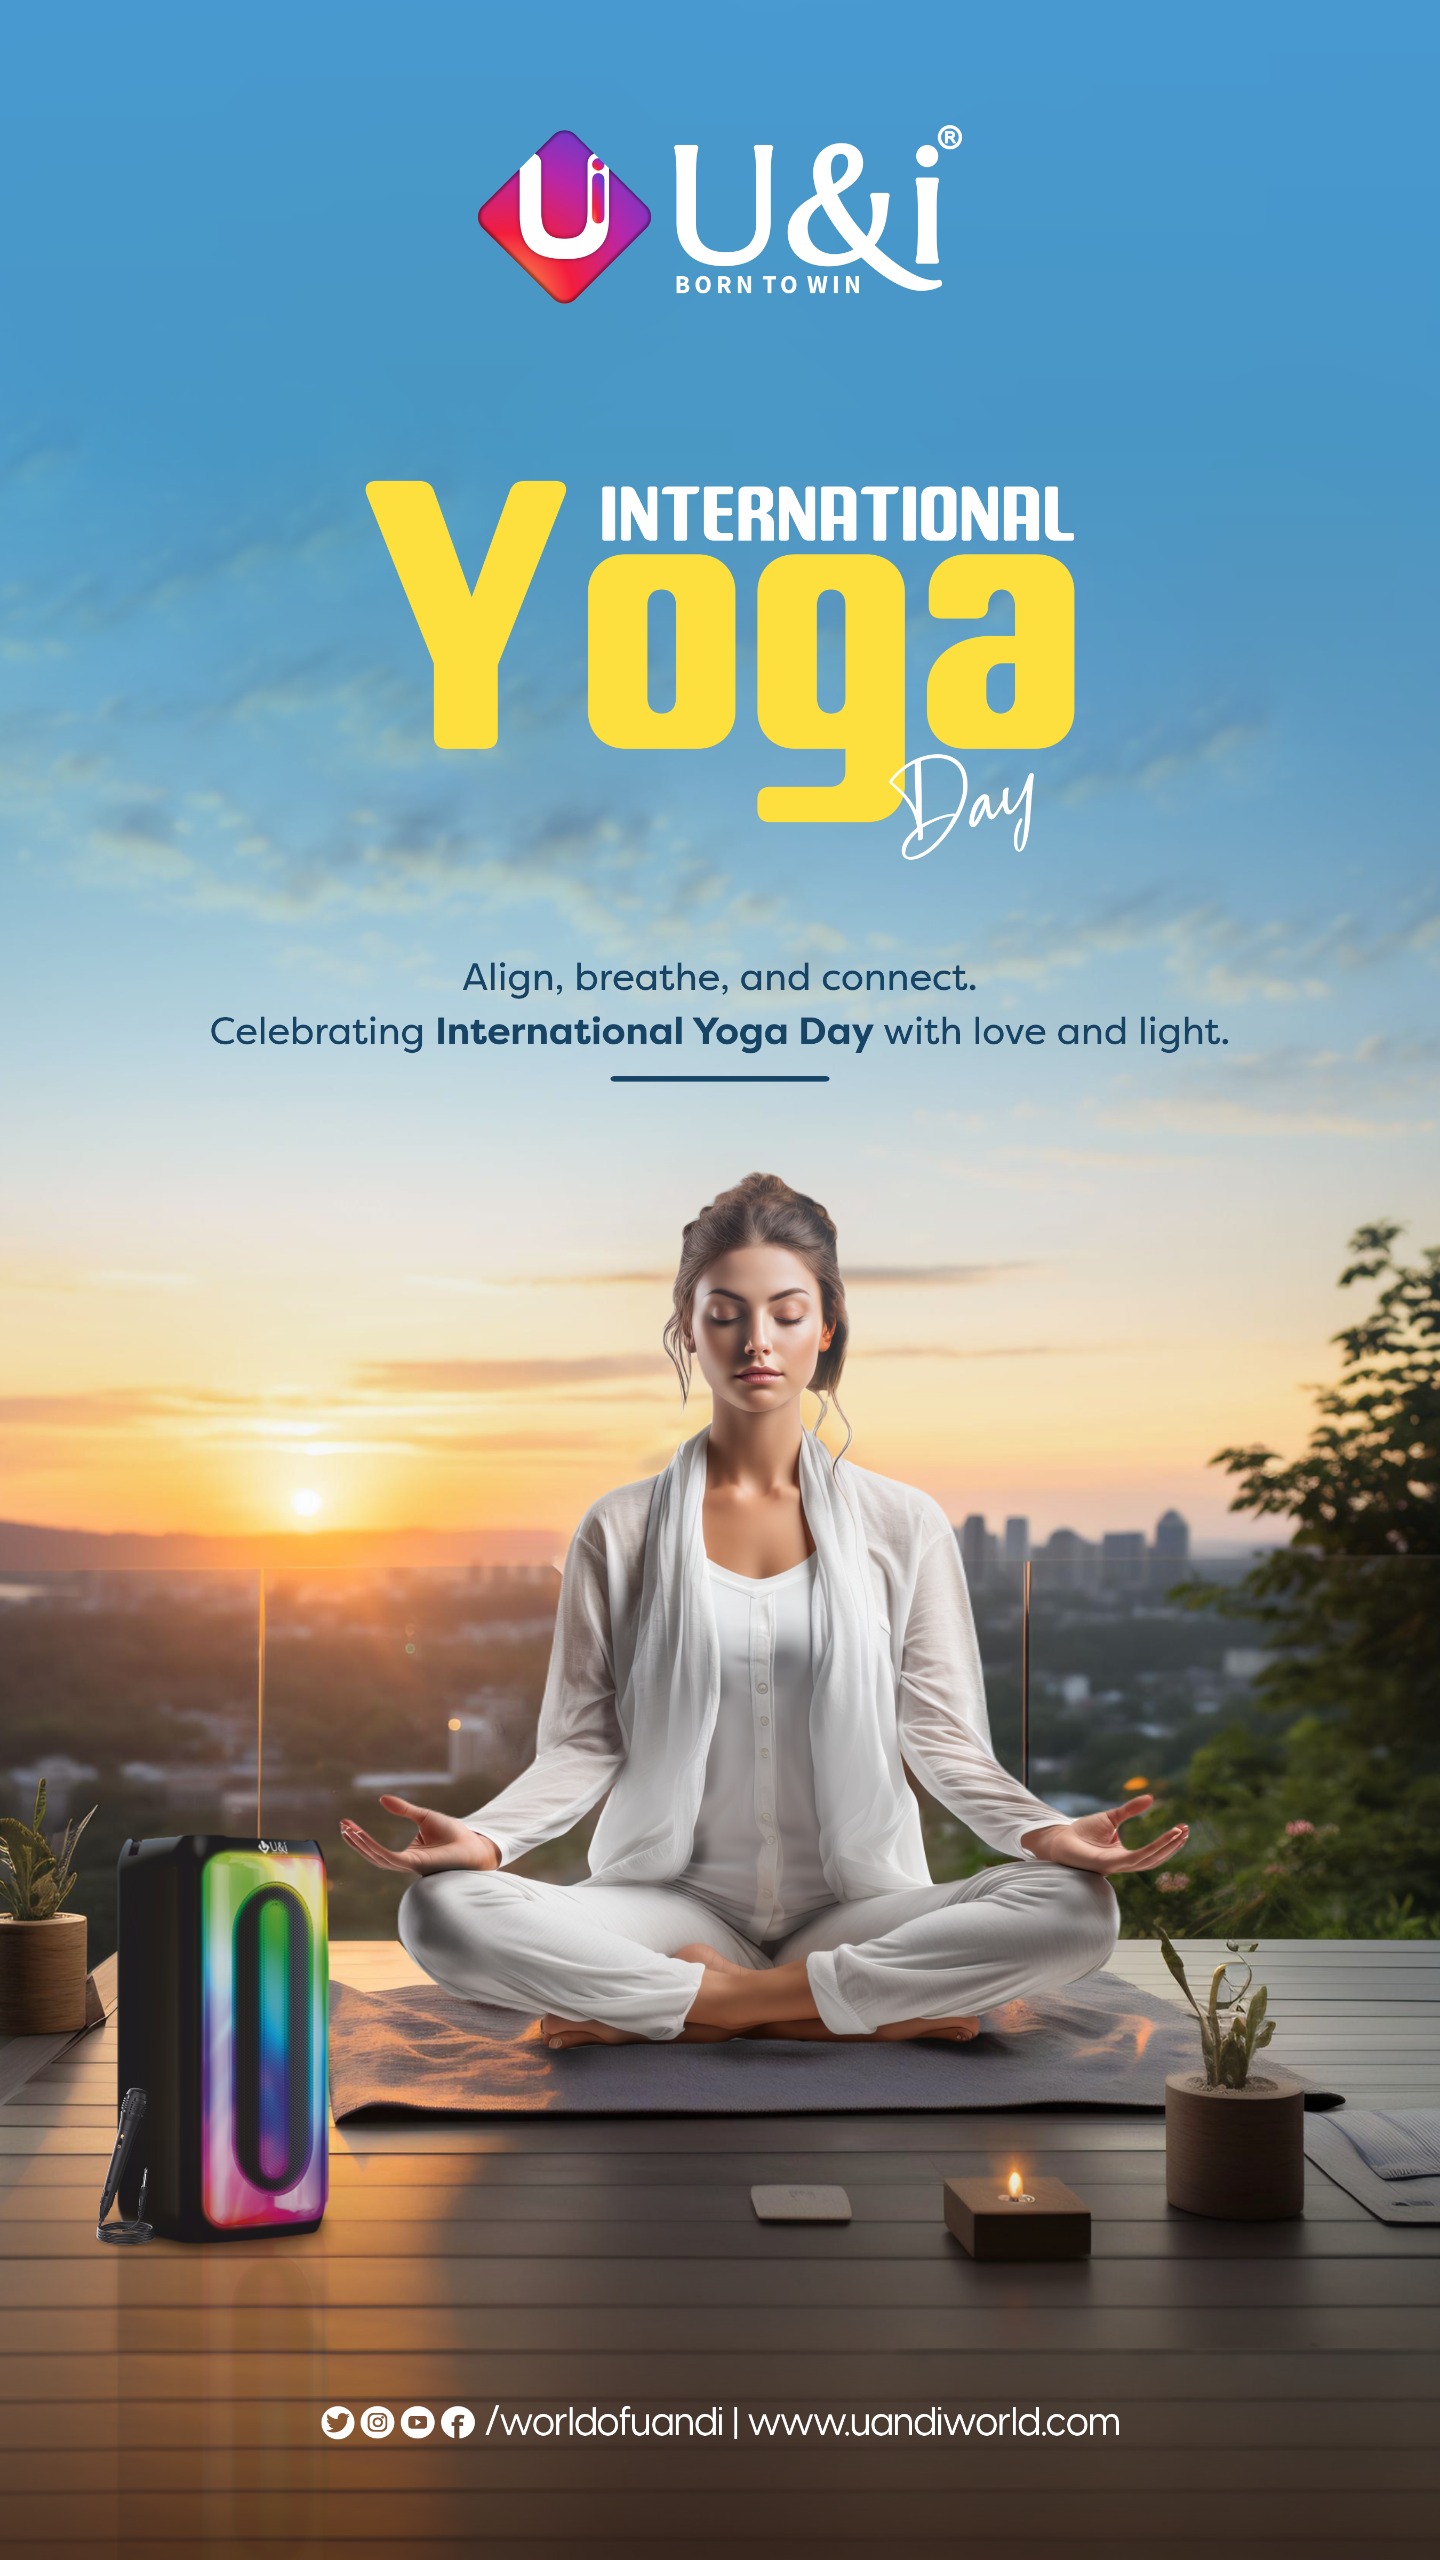 Ui U&i®
BORN TO WIN
INTERNATIONAL
Yoga
Day
Align, breathe, and connect.
Celebrating International Yoga Day with love and light.
U&i
/worldofuandi | www.uandiworld.com